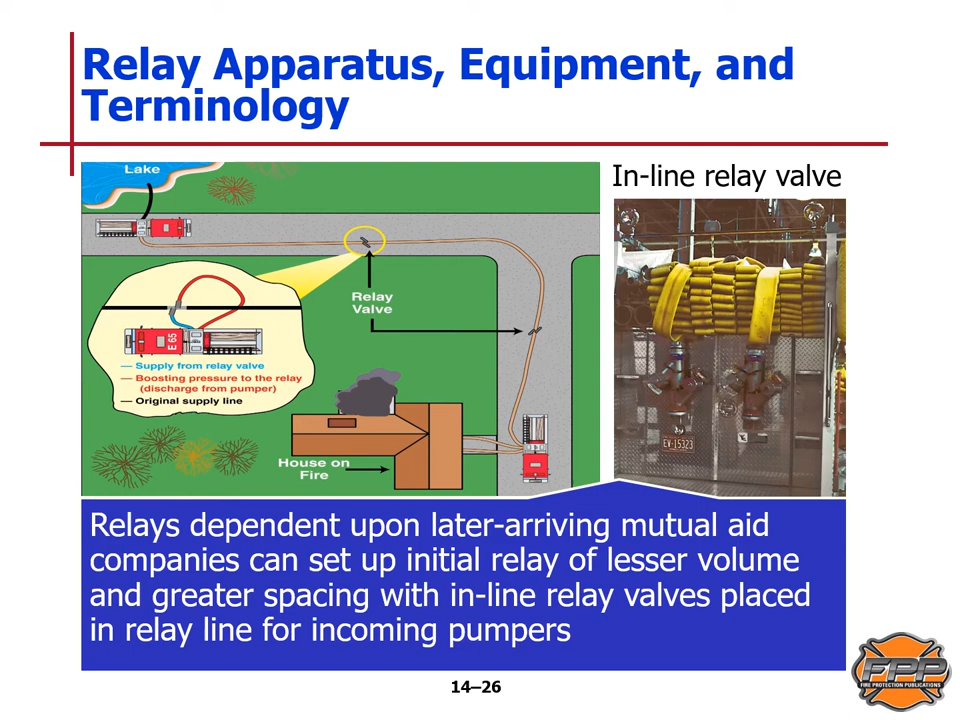 Relay Apparatus, Equipment, and
Terminology
In-line relay valve
Lake
Relay
Valve
E 65
— Supply from relay valve
— Boosting pressure to the relay
(discharge from pumper)
— Original supply line
House on
Fire
EV-15323
Relays dependent upon later-arriving mutual aid
companies can set up initial relay of lesser volume
and greater spacing with in-line relay valves placed
in relay line for incoming pumpers
14–26
FPP
FIRE PROTECTION PUBLICATIONS